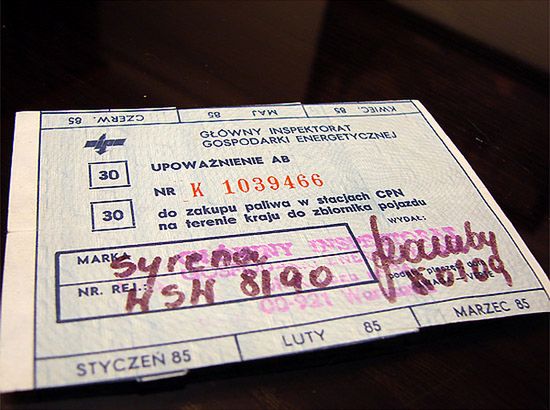 CZERW. 85 MAJ 85 KWIEC. 85
GŁÓWNY INSPEKTORAT
GOSPODARKI ENERGETYCZNEJ
30 UPOWAŻNIENIE AB
NR K 1039466
30 do zakupu paliwa w stacjach CPN
na terenie kraju do zbiornika pojazdu
WYDAŁ:
MARKA Syrena
NR. REJ.: WSH 8190
00-921
STYCZEŃ 85 LUTY 85 MARZEC 85